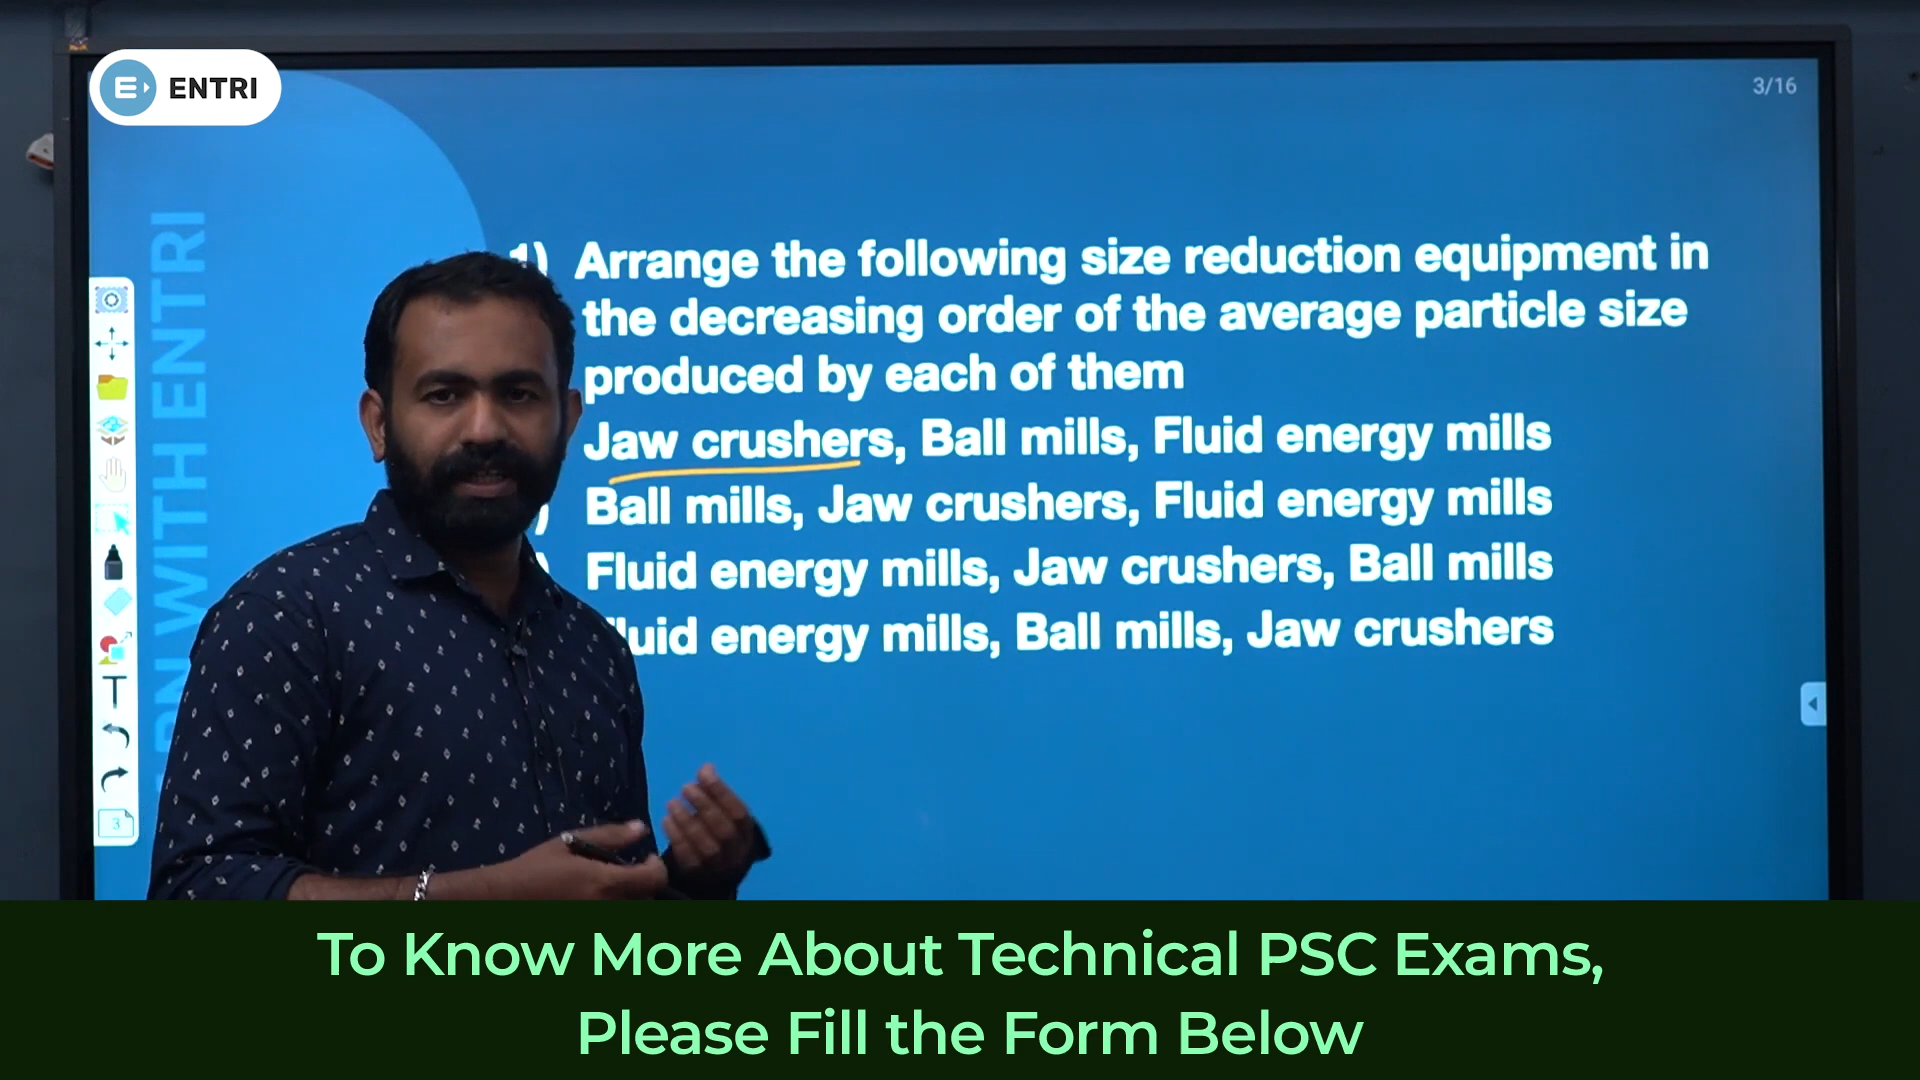 ENTRI
3/16
LEARN WITH ENTRI
1) Arrange the following size reduction equipment in
the decreasing order of the average particle size
produced by each of them
Jaw crushers, Ball mills, Fluid energy mills
Ball mills, Jaw crushers, Fluid energy mills
Fluid energy mills, Jaw crushers, Ball mills
Fluid energy mills, Ball mills, Jaw crushers
T
3
To Know More About Technical PSC Exams,
Please Fill the Form Below